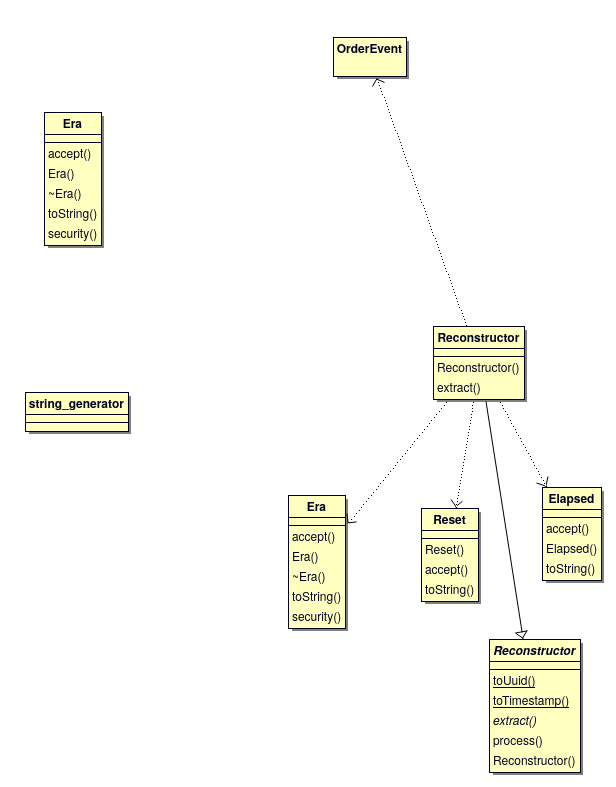 OrderEvent
Era
accept()
Era()
~Era()
toString()
security()
Reconstructor
Reconstructor()
extract()
string_generator
Era
accept()
Era()
~Era()
toString()
security()
Reset
Reset()
accept()
toString()
Elapsed
accept()
Elapsed()
toString()
Reconstructor
toUuid()
toTimestamp()
extract()
process()
Reconstructor()